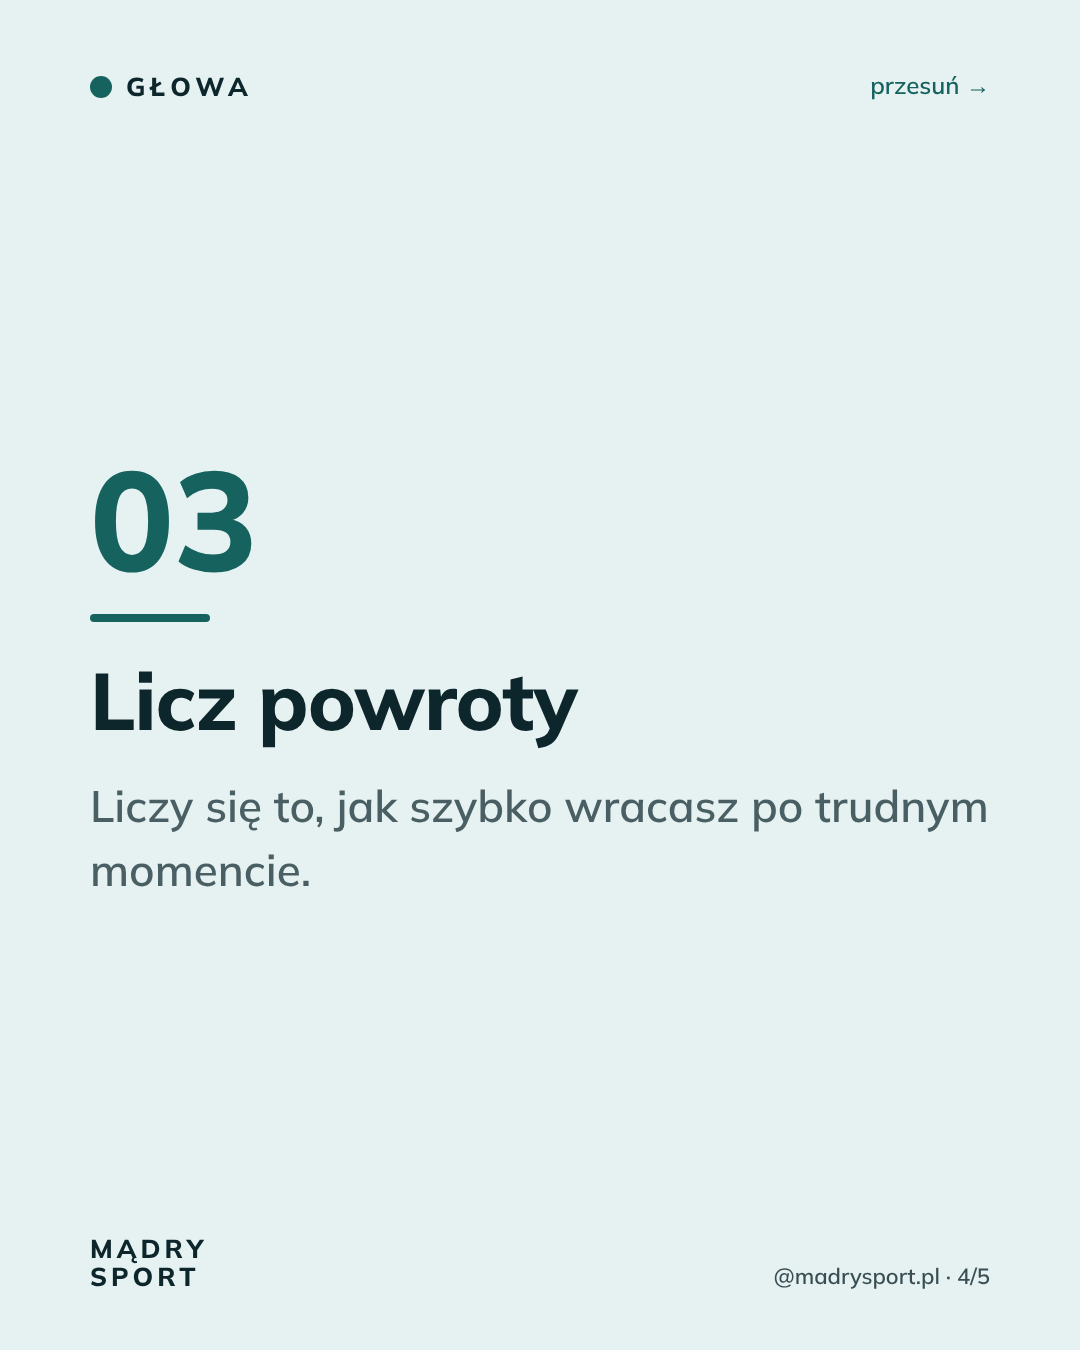 GŁOWA
przesuń →
03
Licz powroty
Liczy się to, jak szybko wracasz po trudnym
momencie.
MĄDRY
SPORT
@madrysport.pl · 4/5